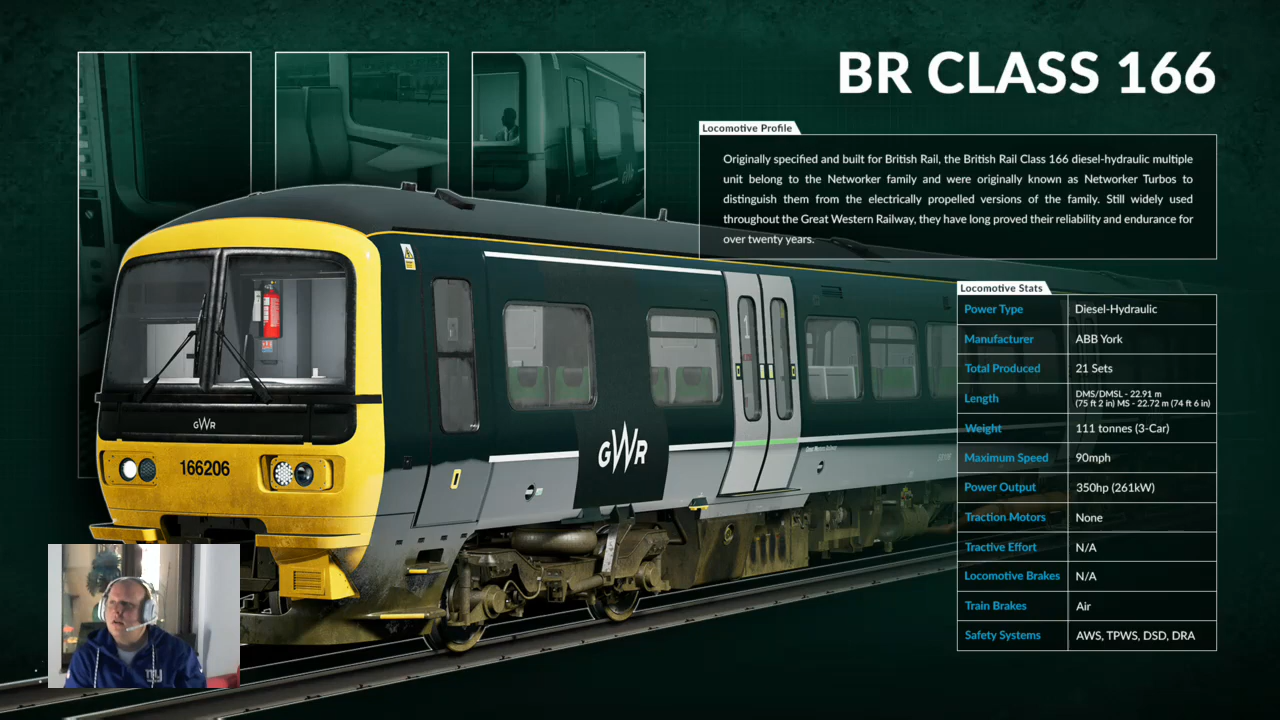 BR CLASS 166
Locomotive Profile
Originally specified and built for British Rail, the British Rail Class 166 diesel-hydraulic multiple
unit belong to the Networker family and were originally known as Networker Turbos to
distinguish them from the electrically propelled versions of the family. Still widely used
throughout the Great Western Railway, they have long proved their reliability and endurance for
over twenty years.
Locomotive Stats
Power Type Diesel-Hydraulic
Manufacturer ABB York
Total Produced 21 Sets
Length DMS/DMSL - 22.91 m
(75 ft 2 in) MS - 22.72 m (74 ft 6 in)
Weight 111 tonnes (3-Car)
Maximum Speed 90mph
Power Output 350hp (261kW)
Traction Motors None
Tractive Effort N/A
Locomotive Brakes N/A
Train Brakes Air
Safety Systems AWS, TPWS, DSD, DRA
1
GWR
GWR
166206
NY